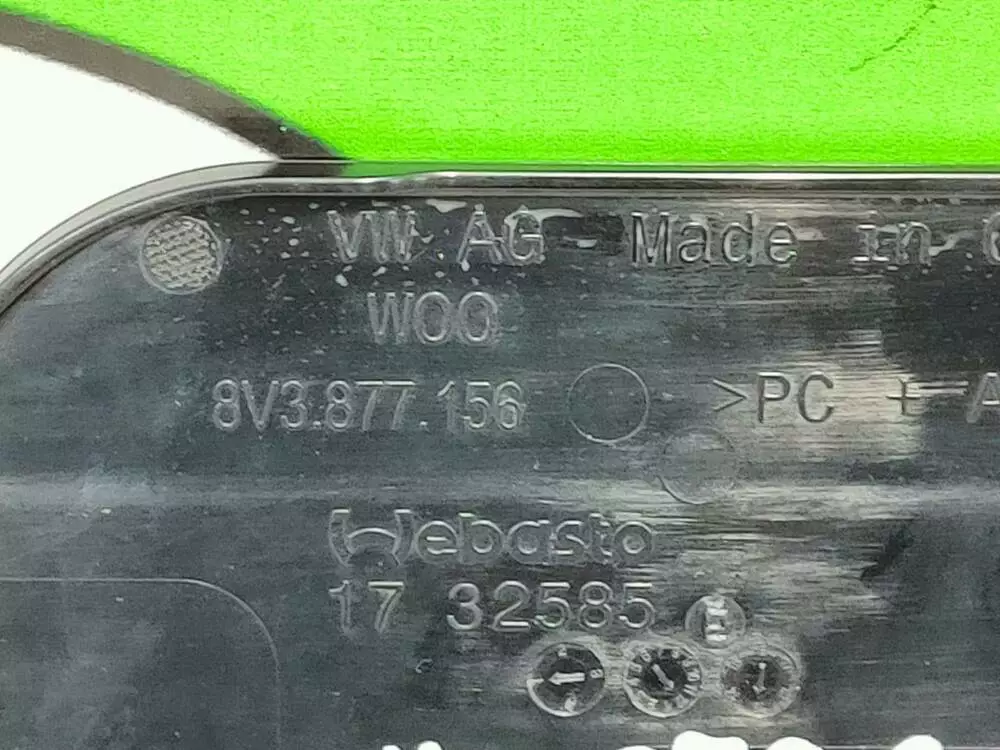 VW AG - Made in
WOO
8V3.877.156 >PC + A
Webasto
17 32585